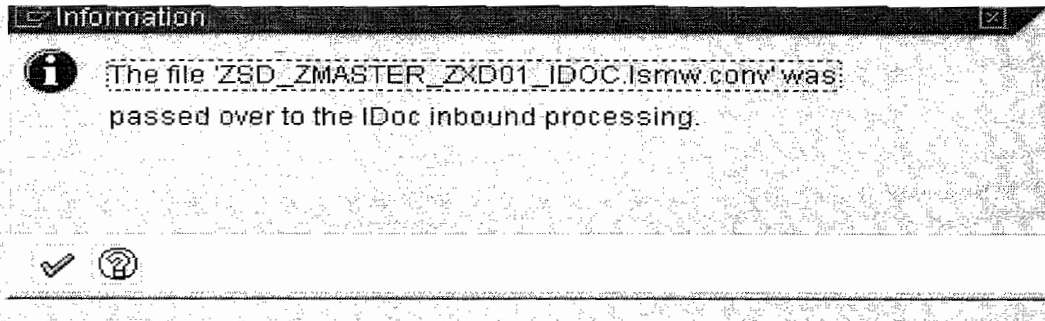 Information
The file 'ZSD_ZMASTER_ZXD01_IDOC.lsmw.conv' was
passed over to the IDoc inbound processing.